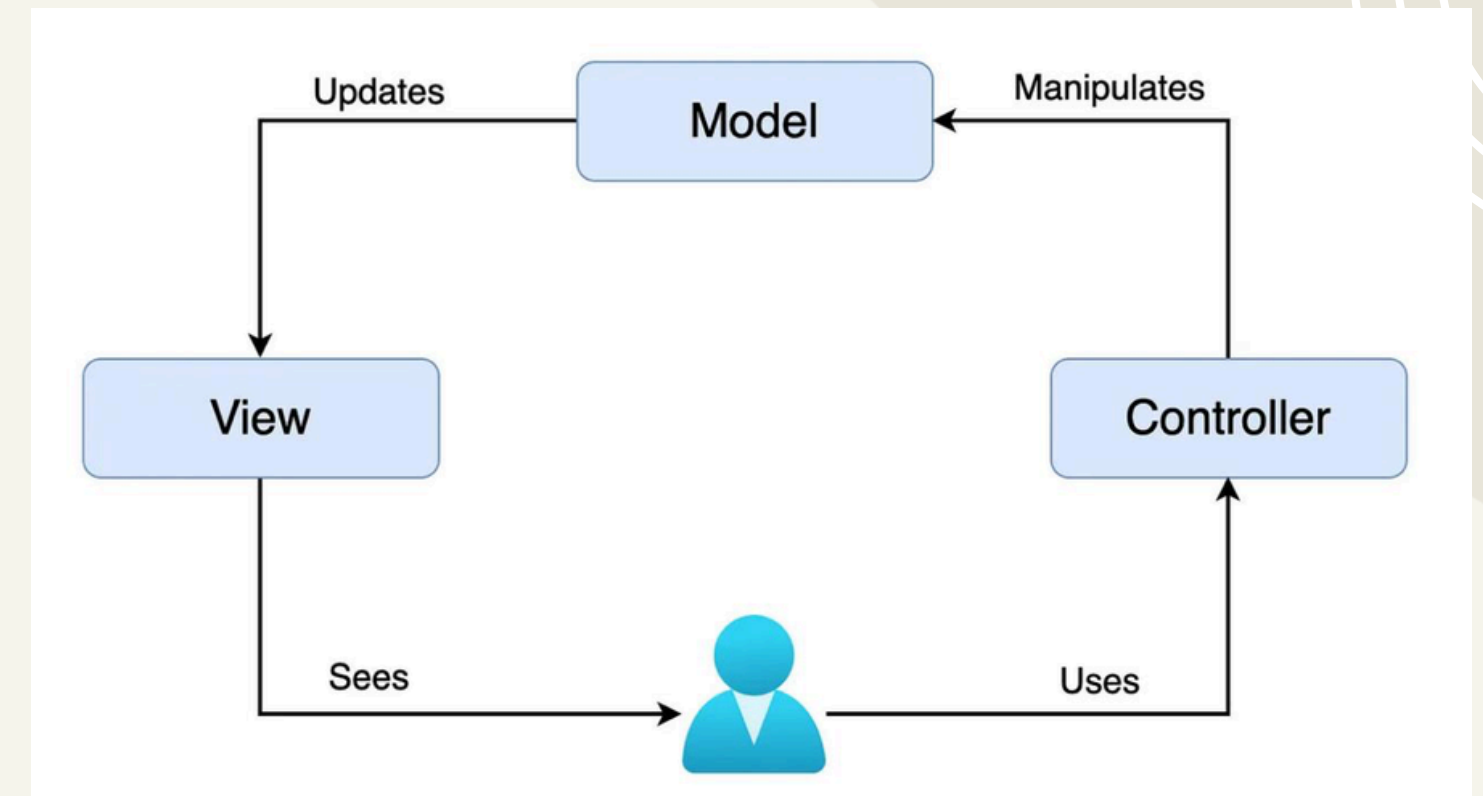 Updates
Manipulates
Model
View
Controller
Sees
Uses